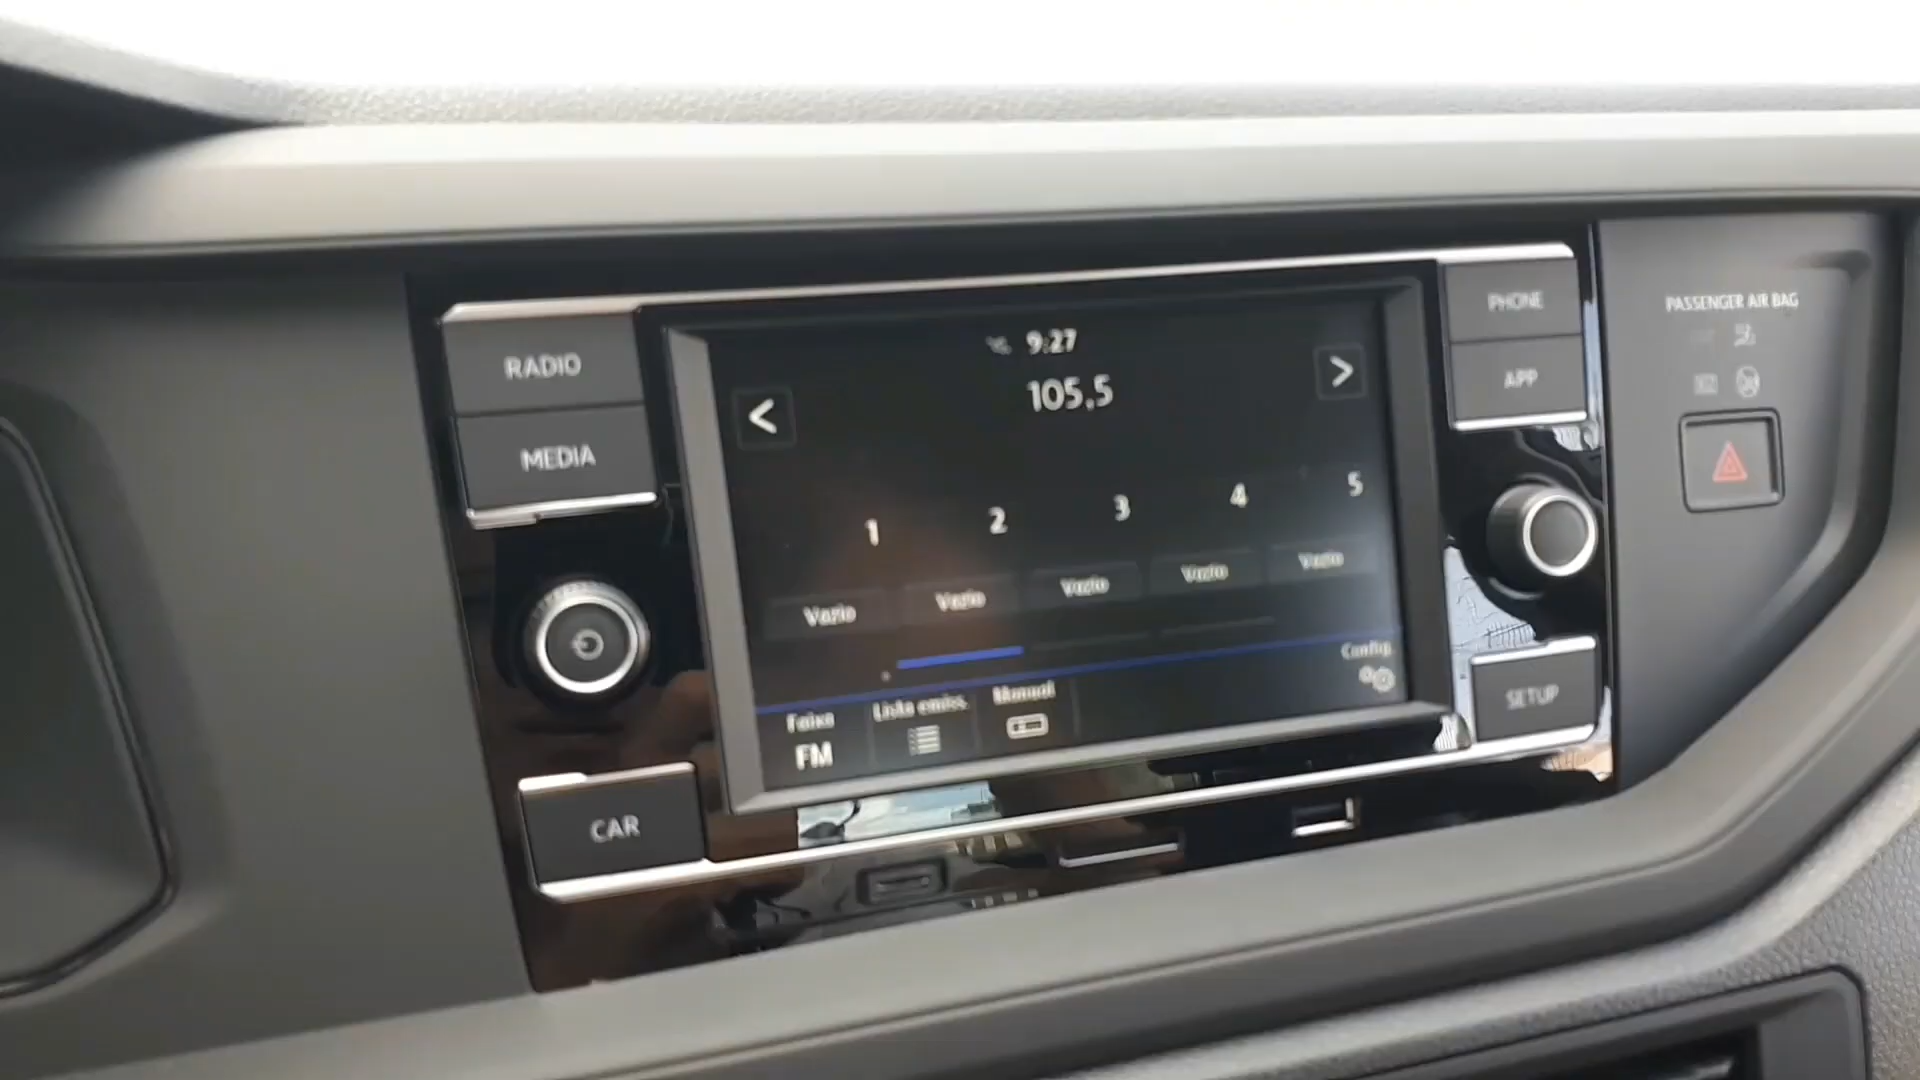 RADIO
MEDIA
CAR
9:27
105,5
<
>
1 2 3 4 5
Vazio Vazio Vazio Vazio Vazio
Faixa
FM
Lista emiss.
Manual
Config.
PHONE
APP
SETUP
PASSENGER AIR BAG